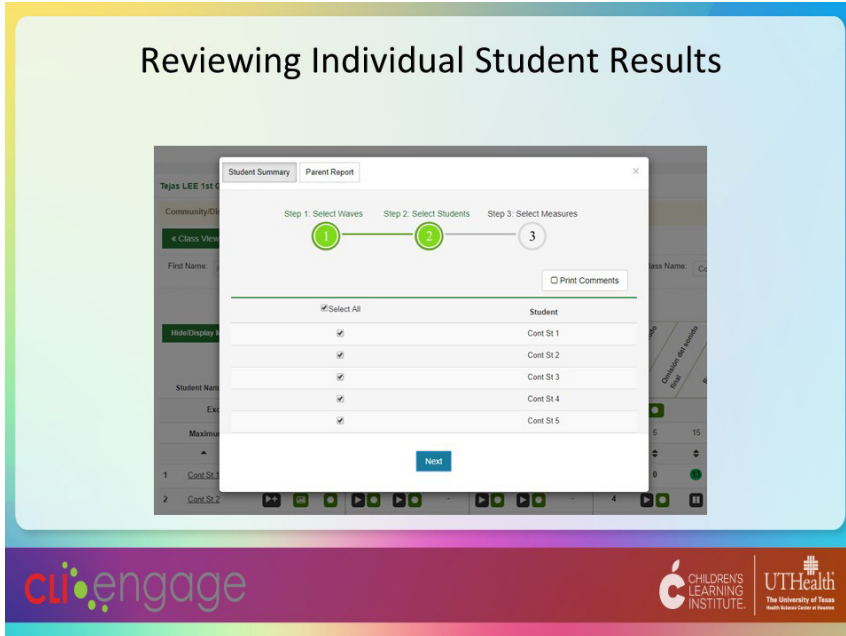 Reviewing Individual Student Results
Student Summary Parent Report ×
Tejas LEE 1st
Community/Di
Step 1: Select Waves Step 2: Select Students Step 3: Select Measures
1 2 3
« Class View
First Name:
lass Name: Co
Print Comments
Select All Student
Hide/Display
Cont St 1
Cont St 2
Cont St 3
Cont St 4
Cont St 5
Omisión del sonido final
Student Nam
Exc
Maximu
5 15
Next
1 Cont St 1 0
2 Cont St 2 - - 4
cli engage
CHILDREN'S
LEARNING
INSTITUTE.
UTHealth
The University of Texas
Health Science Center at Houston